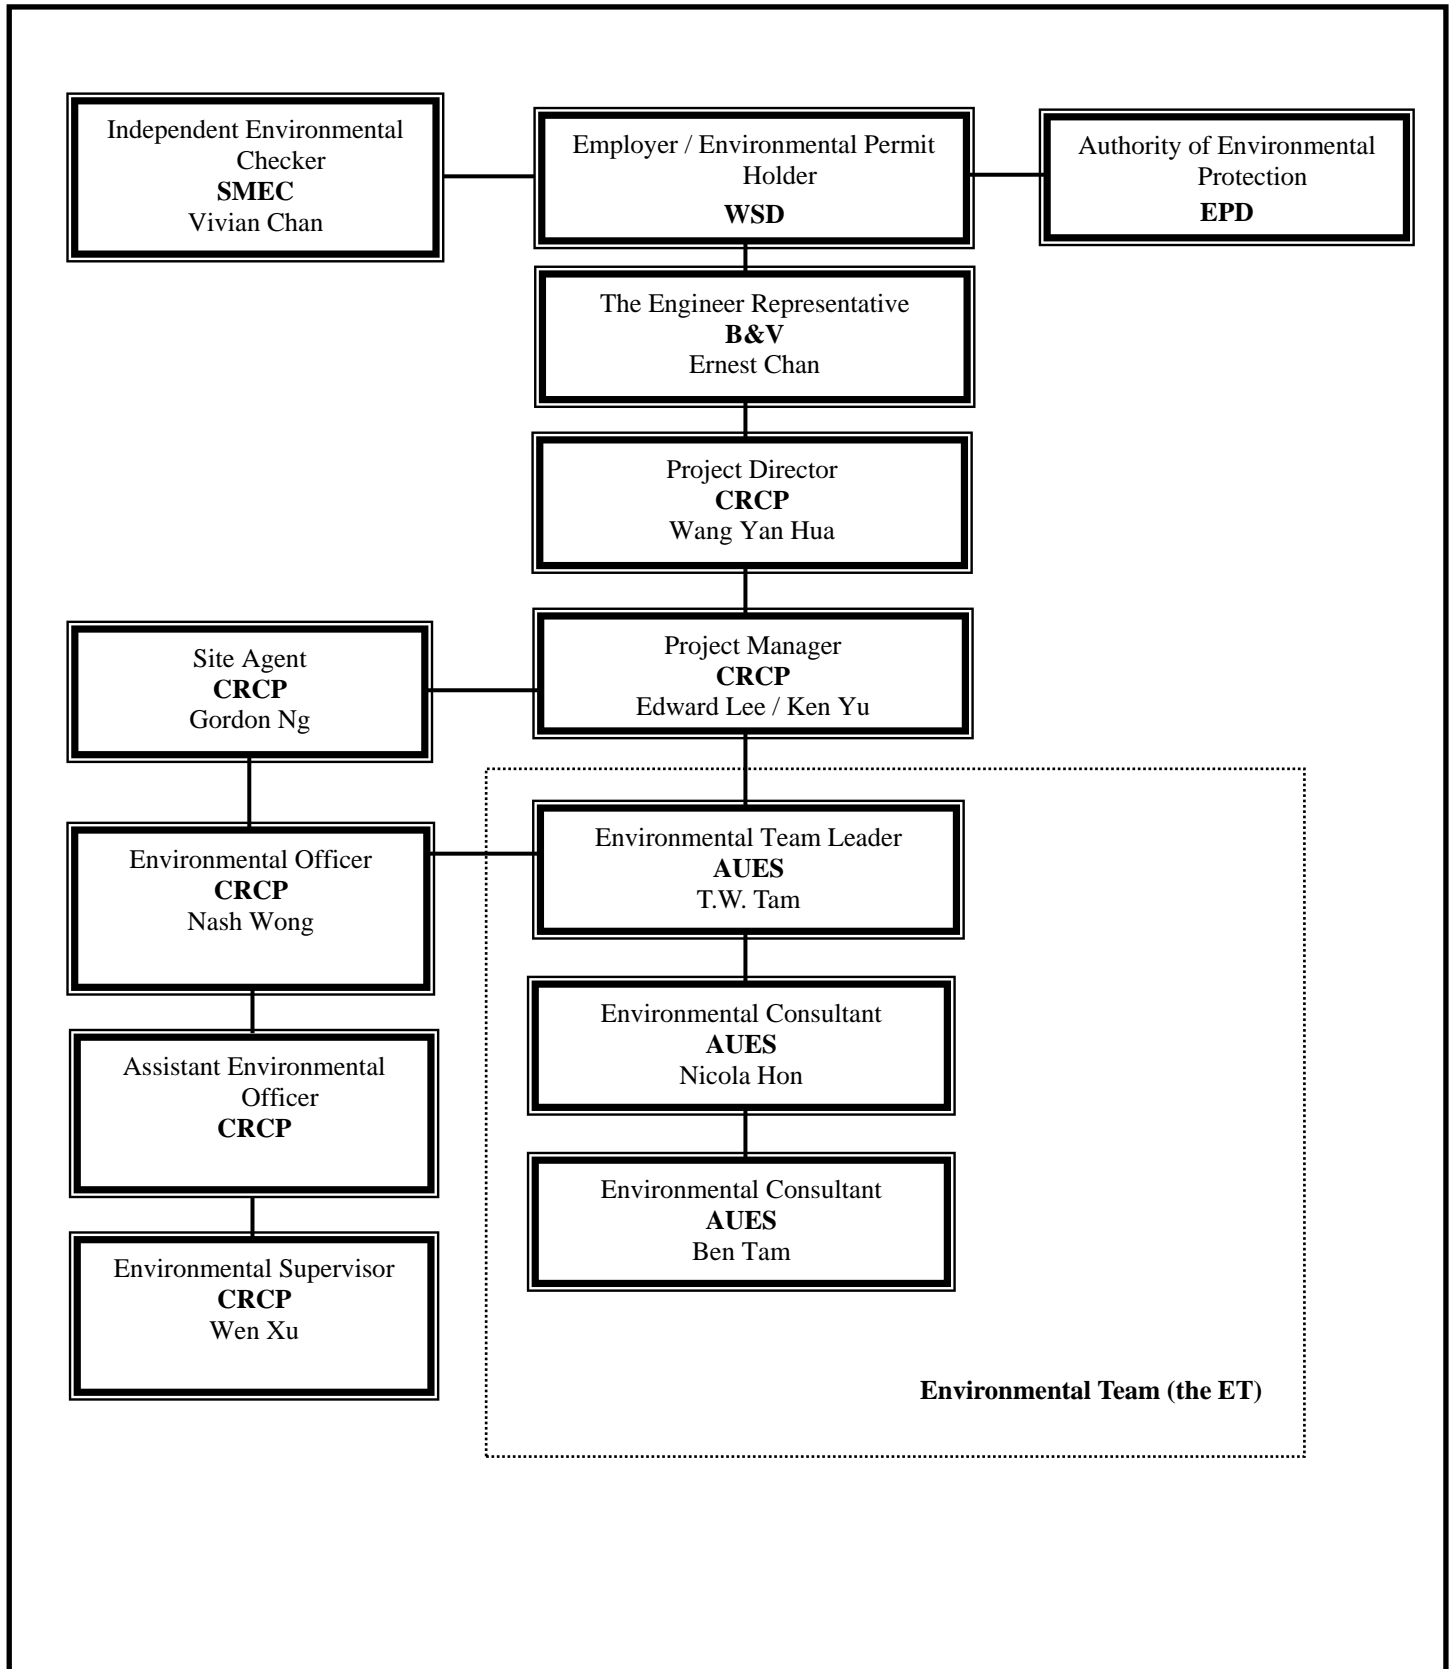 Independent Environmental
Checker
SMEC
Vivian Chan
Employer / Environmental Permit
Holder
WSD
Authority of Environmental
Protection
EPD
The Engineer Representative
B&V
Ernest Chan
Project Director
CRCP
Wang Yan Hua
Site Agent
CRCP
Gordon Ng
Project Manager
CRCP
Edward Lee / Ken Yu
Environmental Officer
CRCP
Nash Wong
Environmental Team Leader
AUES
T.W. Tam
Assistant Environmental
Officer
CRCP
Environmental Consultant
AUES
Nicola Hon
Environmental Supervisor
CRCP
Wen Xu
Environmental Consultant
AUES
Ben Tam
Environmental Team (the ET)